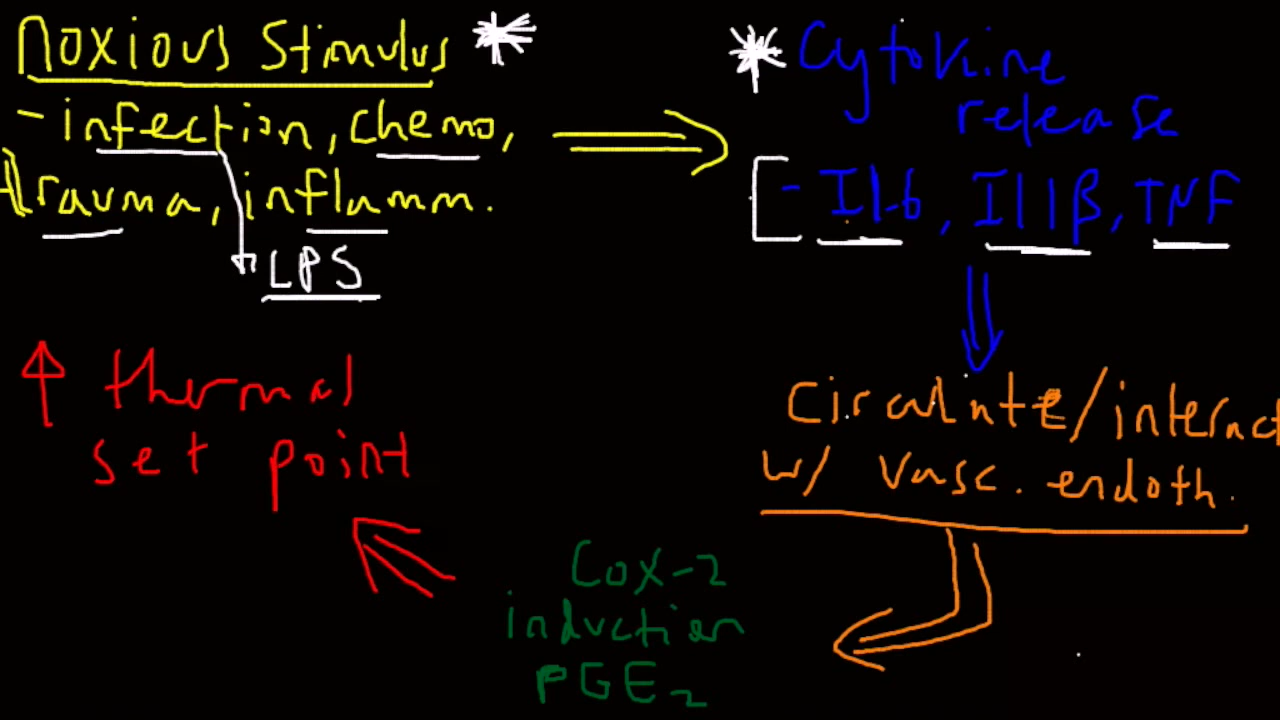 Noxious Stimulus *
- infection, chemo,
trauma, inflamm.
LPS
* Cytokine
release
- Il-6, Il1β, TNF
Circulate/interact
w/ vasc. endoth.
Cox-2
induction
PGE2
↑ thermal
set point